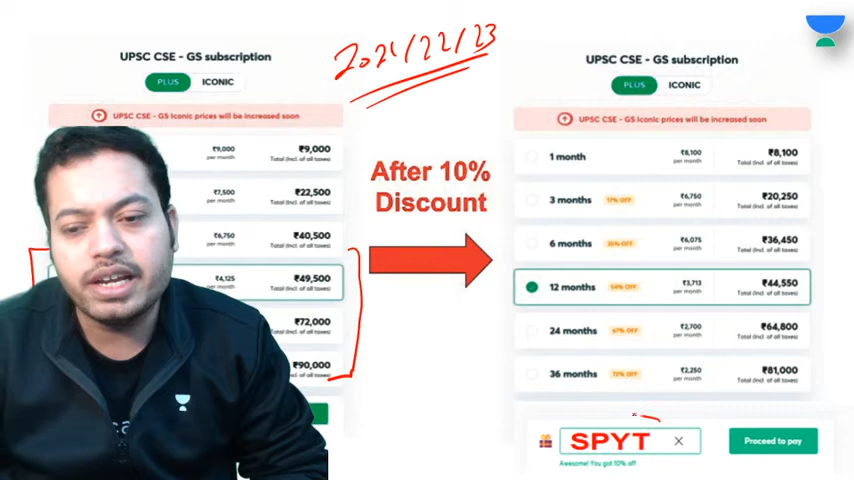 2021/22/23
UPSC CSE - GS subscription
PLUS ICONIC
UPSC CSE - GS Iconic prices will be increased soon
₹9,000 per month ₹9,000 Total (Incl. of all taxes)
₹7,500 per month ₹22,500 Total (Incl. of all taxes)
₹6,750 per month ₹40,500 Total (Incl. of all taxes)
₹4,125 per month ₹49,500 Total (Incl. of all taxes)
₹72,000 Total (Incl. of all taxes)
₹90,000 of all taxes)
After 10%
Discount
UPSC CSE - GS subscription
PLUS ICONIC
UPSC CSE - GS Iconic prices will be increased soon
1 month ₹8,100 per month ₹8,100 Total (Incl. of all taxes)
3 months 17% OFF ₹6,750 per month ₹20,250 Total (Incl. of all taxes)
6 months 25% OFF ₹6,075 per month ₹36,450 Total (Incl. of all taxes)
12 months 54% OFF ₹3,713 per month ₹44,550 Total (Incl. of all taxes)
24 months 67% OFF ₹2,700 per month ₹64,800 Total (Incl. of all taxes)
36 months 72% OFF ₹2,250 per month ₹81,000 Total (Incl. of all taxes)
SPYT X Proceed to pay
Awesome! You got 10% off